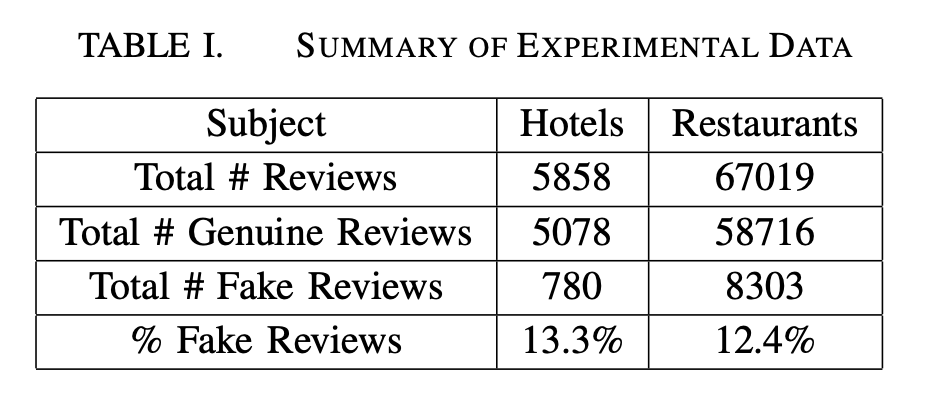 TABLE I. SUMMARY OF EXPERIMENTAL DATA
Subject Hotels Restaurants
Total # Reviews 5858 67019
Total # Genuine Reviews 5078 58716
Total # Fake Reviews 780 8303
% Fake Reviews 13.3% 12.4%